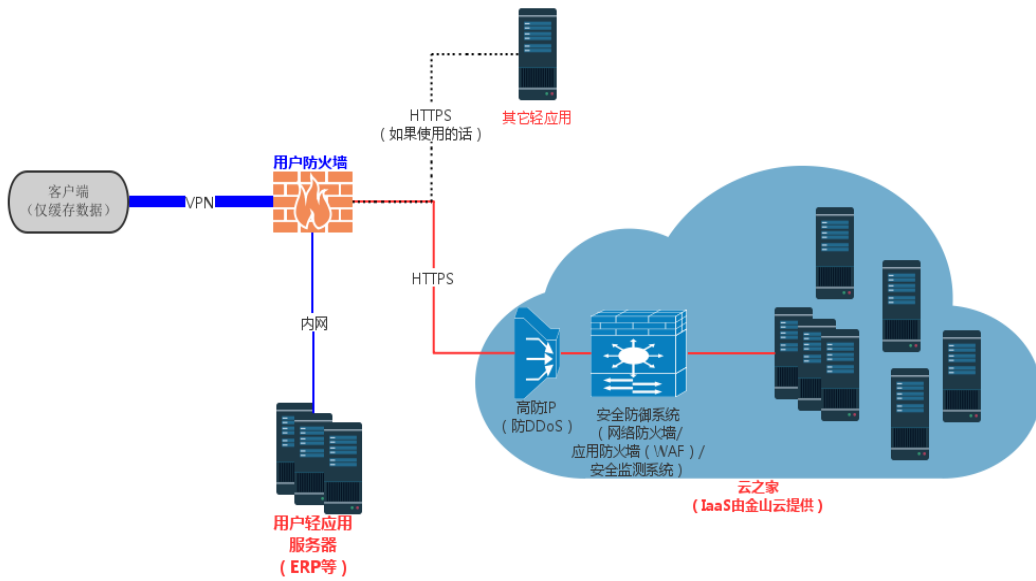 其它轻应用
HTTPS
（如果使用的话）
用户防火墙
客户端
（仅缓存数据）
VPN
HTTPS
内网
高防IP
（防DDoS）
安全防御系统
（网络防火墙/
应用防火墙（WAF）/
安全监测系统）
云之家
（IaaS由金山云提供）
用户轻应用
服务器
（ERP等）